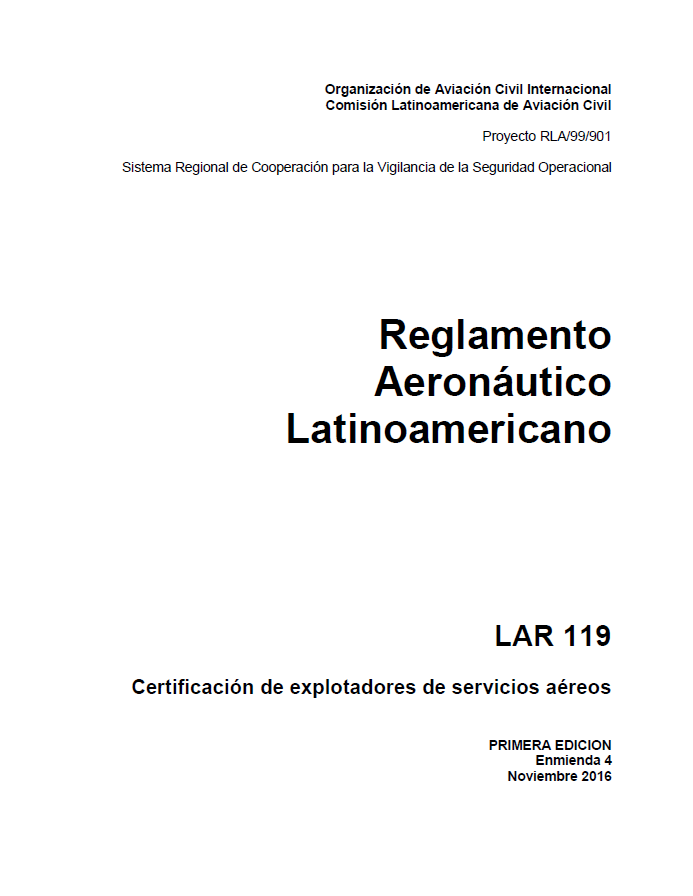 Organización de Aviación Civil Internacional
Comisión Latinoamericana de Aviación Civil
Proyecto RLA/99/901
Sistema Regional de Cooperación para la Vigilancia de la Seguridad Operacional
Reglamento
Aeronáutico
Latinoamericano
LAR 119
Certificación de explotadores de servicios aéreos
PRIMERA EDICION
Enmienda 4
Noviembre 2016